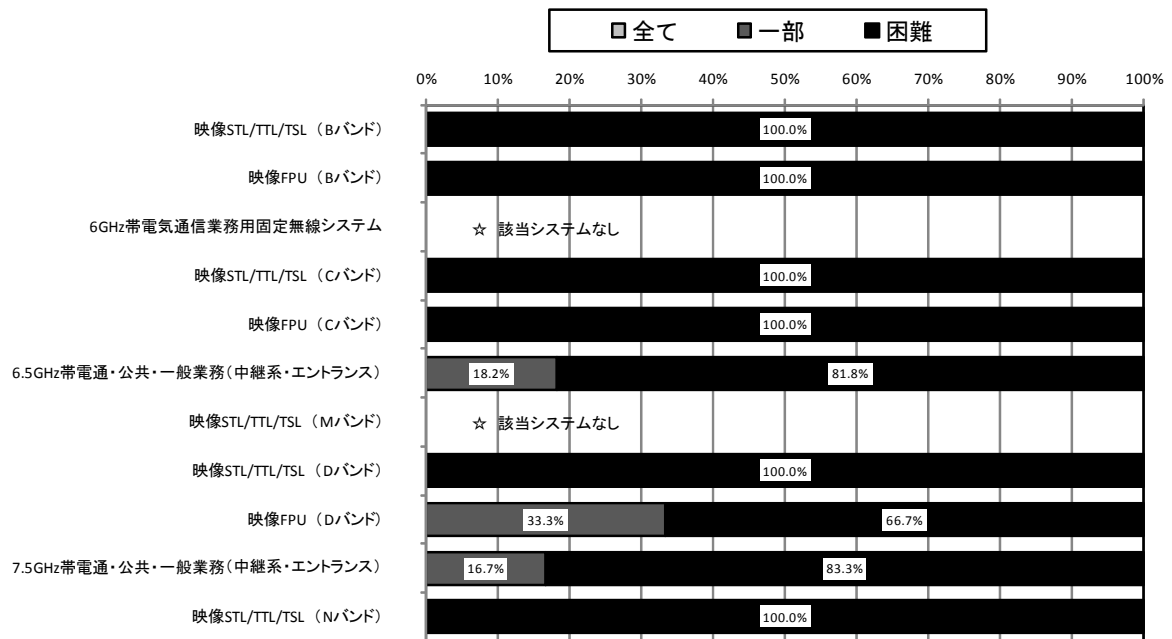 全て 一部 困難
0% 10% 20% 30% 40% 50% 60% 70% 80% 90% 100%
映像STL/TTL/TSL（Bバンド） 100.0%
映像FPU（Bバンド） 100.0%
6GHz帯電気通信業務用固定無線システム ☆ 該当システムなし
映像STL/TTL/TSL（Cバンド） 100.0%
映像FPU（Cバンド） 100.0%
6.5GHz帯電通・公共・一般業務（中継系・エントランス） 18.2% 81.8%
映像STL/TTL/TSL（Mバンド） ☆ 該当システムなし
映像STL/TTL/TSL（Dバンド） 100.0%
映像FPU（Dバンド） 33.3% 66.7%
7.5GHz帯電通・公共・一般業務（中継系・エントランス） 16.7% 83.3%
映像STL/TTL/TSL（Nバンド） 100.0%